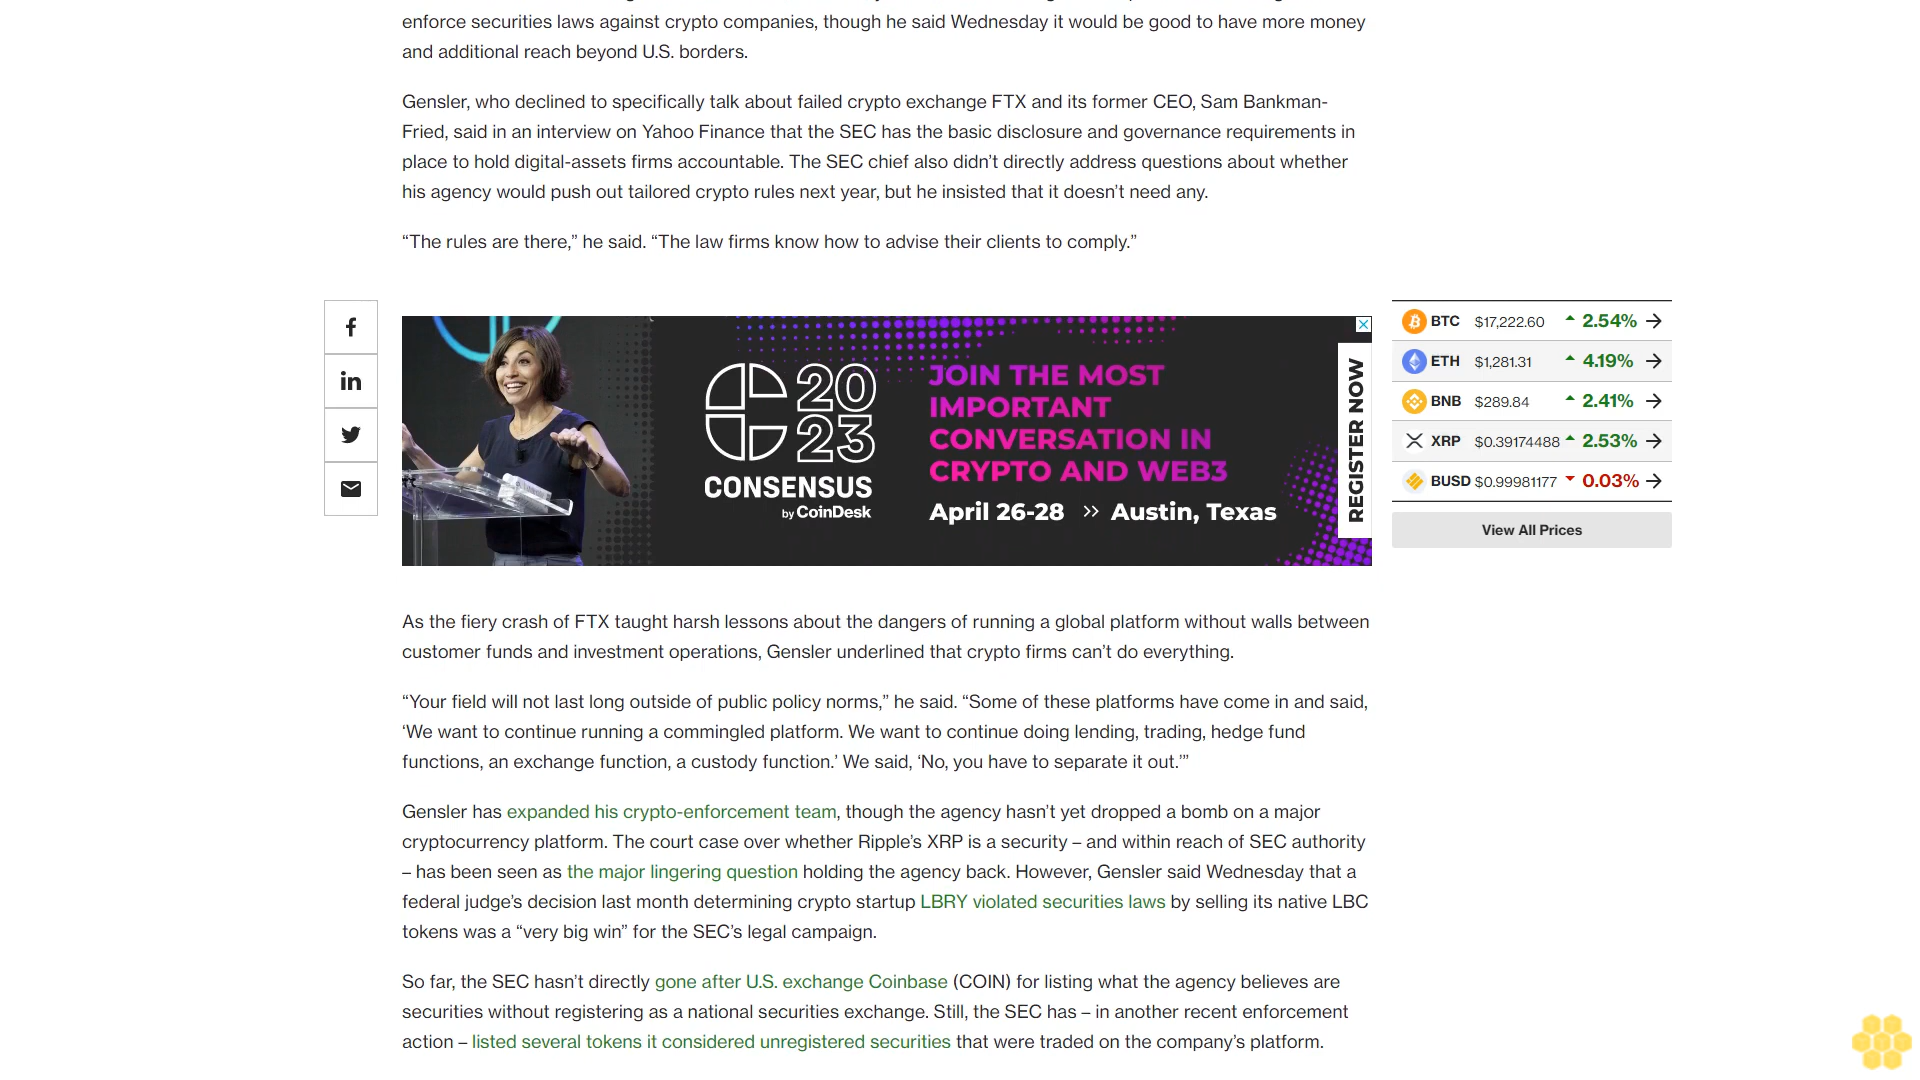 enforce securities laws against crypto companies, though he said Wednesday it would be good to have more money
and additional reach beyond U.S. borders.
Gensler, who declined to specifically talk about failed crypto exchange FTX and its former CEO, Sam Bankman-
Fried, said in an interview on Yahoo Finance that the SEC has the basic disclosure and governance requirements in
place to hold digital-assets firms accountable. The SEC chief also didn’t directly address questions about whether
his agency would push out tailored crypto rules next year, but he insisted that it doesn’t need any.
“The rules are there,” he said. “The law firms know how to advise their clients to comply.”
2023
CONSENSUS
by CoinDesk
JOIN THE MOST
IMPORTANT
CONVERSATION IN
CRYPTO AND WEB3
April 26-28 >> Austin, Texas
REGISTER NOW
BTC $17,222.60 2.54%
ETH $1,281.31 4.19%
BNB $289.84 2.41%
XRP $0.39174488 2.53%
BUSD $0.99981177 0.03%
View All Prices
As the fiery crash of FTX taught harsh lessons about the dangers of running a global platform without walls between
customer funds and investment operations, Gensler underlined that crypto firms can’t do everything.
“Your field will not last long outside of public policy norms,” he said. “Some of these platforms have come in and said,
‘We want to continue running a commingled platform. We want to continue doing lending, trading, hedge fund
functions, an exchange function, a custody function.’ We said, ‘No, you have to separate it out.’”
Gensler has expanded his crypto-enforcement team, though the agency hasn’t yet dropped a bomb on a major
cryptocurrency platform. The court case over whether Ripple’s XRP is a security – and within reach of SEC authority
– has been seen as the major lingering question holding the agency back. However, Gensler said Wednesday that a
federal judge’s decision last month determining crypto startup LBRY violated securities laws by selling its native LBC
tokens was a “very big win” for the SEC’s legal campaign.
So far, the SEC hasn’t directly gone after U.S. exchange Coinbase (COIN) for listing what the agency believes are
securities without registering as a national securities exchange. Still, the SEC has – in another recent enforcement
action – listed several tokens it considered unregistered securities that were traded on the company’s platform.